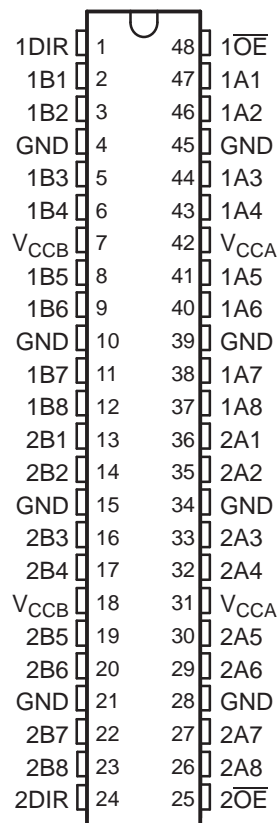 1DIR 1 48 1O̅E̅
1B1 2 47 1A1
1B2 3 46 1A2
GND 4 45 GND
1B3 5 44 1A3
1B4 6 43 1A4
VCCB 7 42 VCCA
1B5 8 41 1A5
1B6 9 40 1A6
GND 10 39 GND
1B7 11 38 1A7
1B8 12 37 1A8
2B1 13 36 2A1
2B2 14 35 2A2
GND 15 34 GND
2B3 16 33 2A3
2B4 17 32 2A4
VCCB 18 31 VCCA
2B5 19 30 2A5
2B6 20 29 2A6
GND 21 28 GND
2B7 22 27 2A7
2B8 23 26 2A8
2DIR 24 25 2O̅E̅